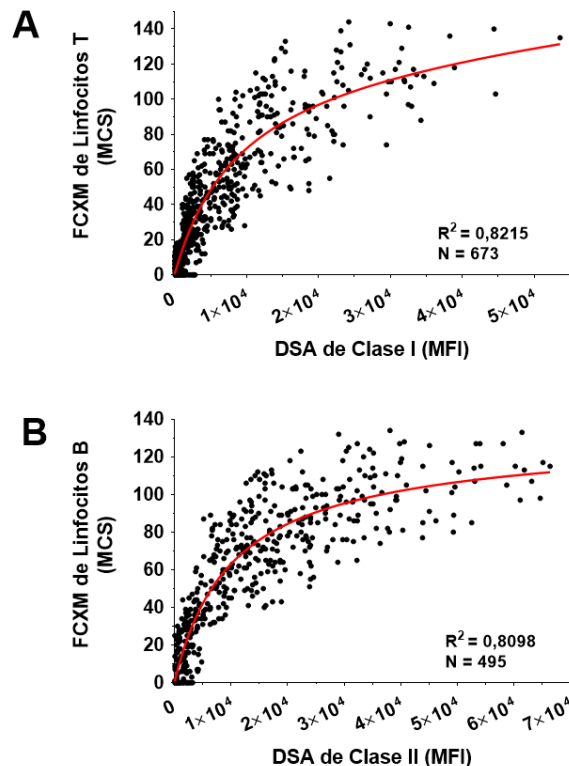 A
FCXM de Linfocitos T
(MCS)
140
120
100
80
60
40
20
0
R² = 0,8215
N = 673
0
1×10⁴
2×10⁴
3×10⁴
4×10⁴
5×10⁴
DSA de Clase I (MFI)
B
FCXM de Linfocitos B
(MCS)
140
120
100
80
60
40
20
0
R² = 0,8098
N = 495
0
1×10⁴
2×10⁴
3×10⁴
4×10⁴
5×10⁴
6×10⁴
7×10⁴
DSA de Clase II (MFI)